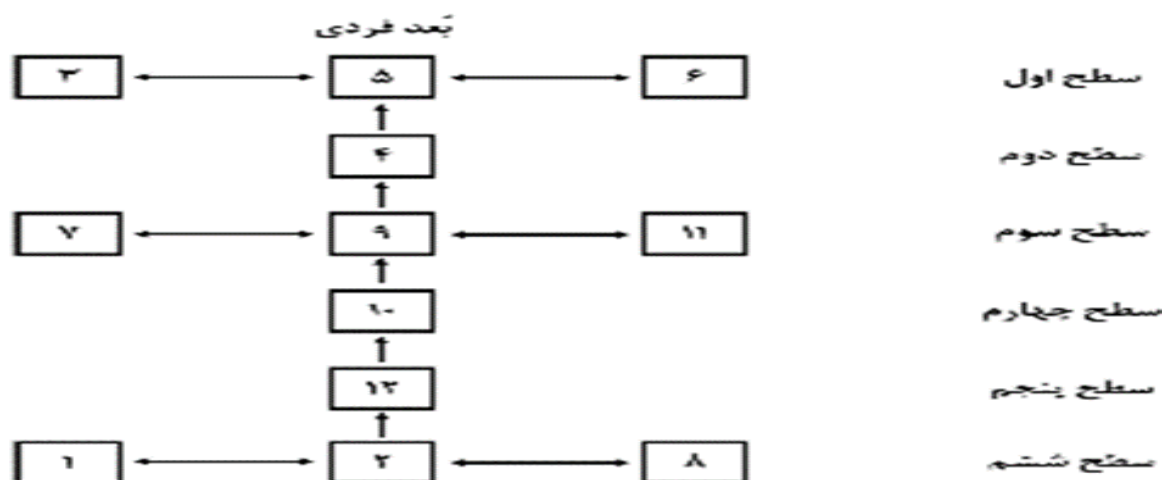 بُعد فردی
سطح اول ۶ ۵ ۳
سطح دوم ۴
سطح سوم ۱۱ ۹ ۷
سطح چهارم ۱۰
سطح پنجم ۱۲
سطح ششم ۸ ۲ ۱